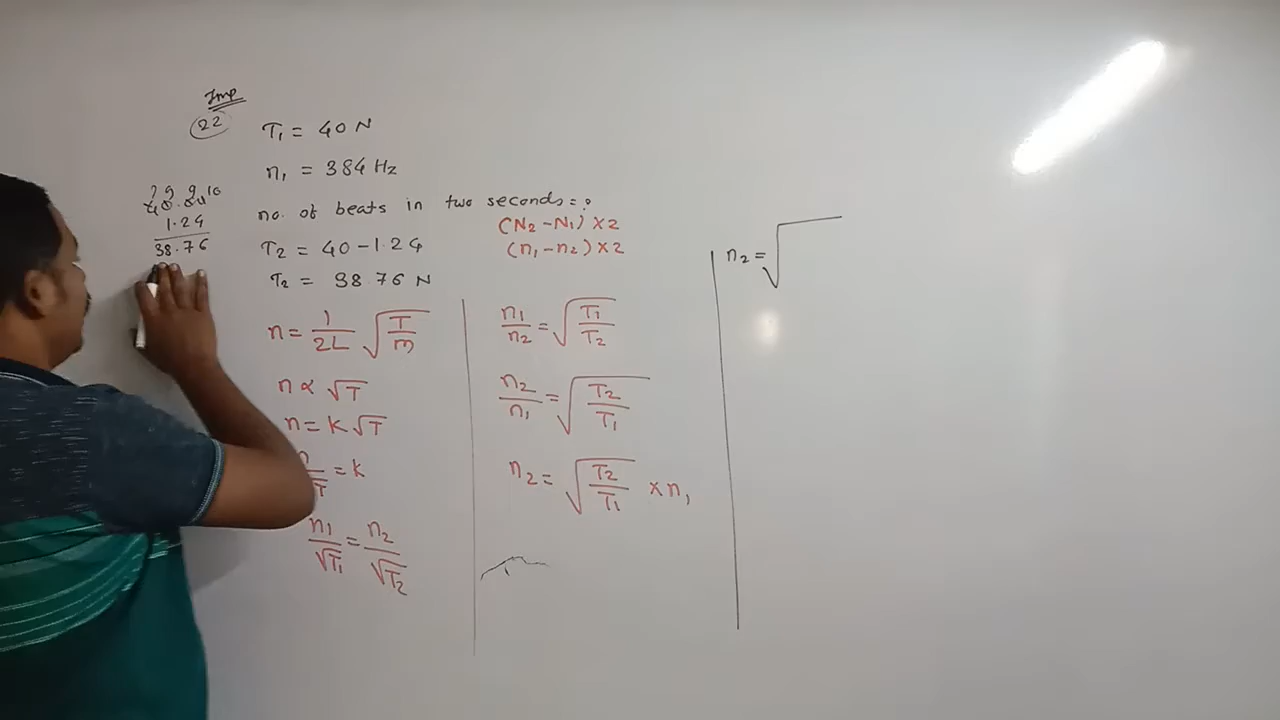 Imp
22
T₁ = 40 N
n₁ = 384 Hz
no. of beats in two seconds = ?
(N₂ - N₁) × 2
(n₁ - n₂) × 2
T₂ = 40 - 1.24
T₂ = 38.76 N
1.24
38.76
n = 1/2L √(T/m)
n ∝ √T
n = K √T
= K
n₁/√T₁ = n₂/√T₂
n₁/n₂ = √(T₁/T₂)
n₂/n₁ = √(T₂/T₁)
n₂ = √(T₂/T₁) × n₁
n₂ = √